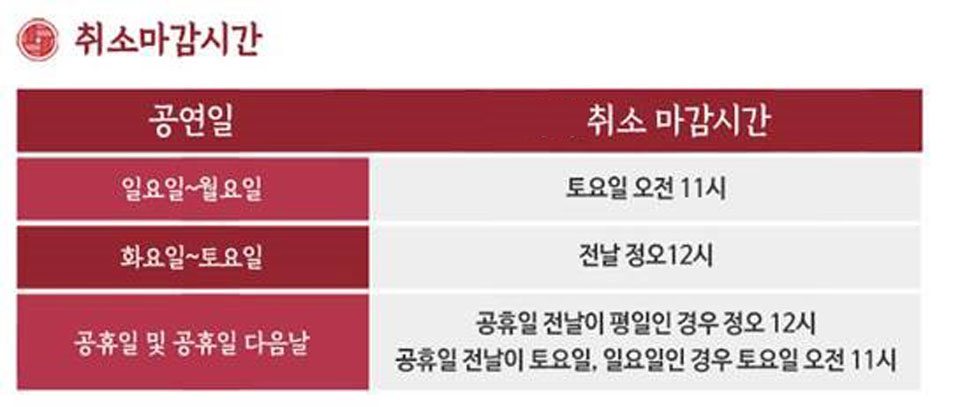 취소마감시간
공연일 취소 마감시간
일요일~월요일 토요일 오전 11시
화요일~토요일 전날 정오12시
공휴일 및 공휴일 다음날 공휴일 전날이 평일인 경우 정오 12시
공휴일 전날이 토요일, 일요일인 경우 토요일 오전 11시